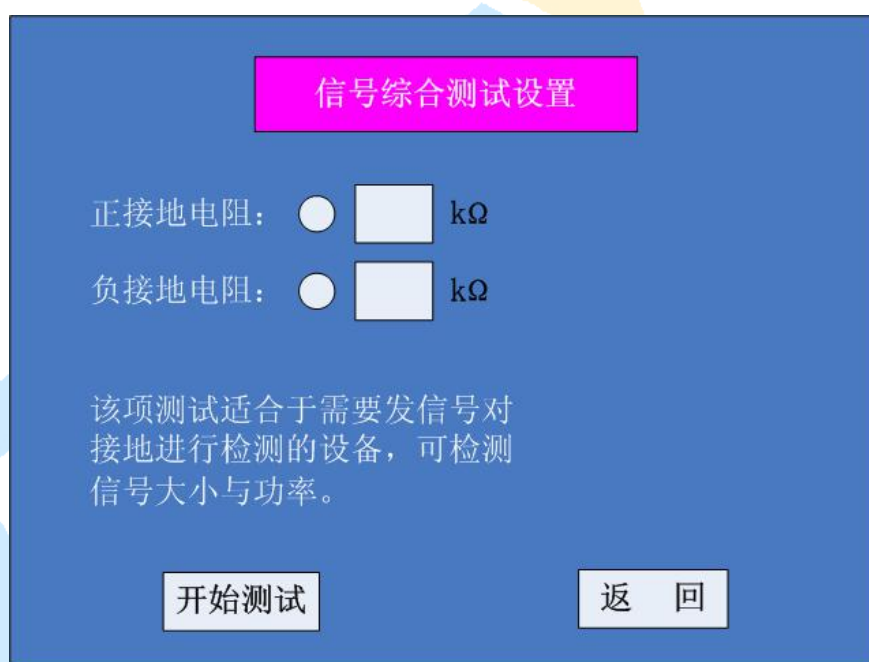 信号综合测试设置
正接地电阻： kΩ
负接地电阻： kΩ
该项测试适合于需要发信号对
接地进行检测的设备，可检测
信号大小与功率。
开始测试 返 回